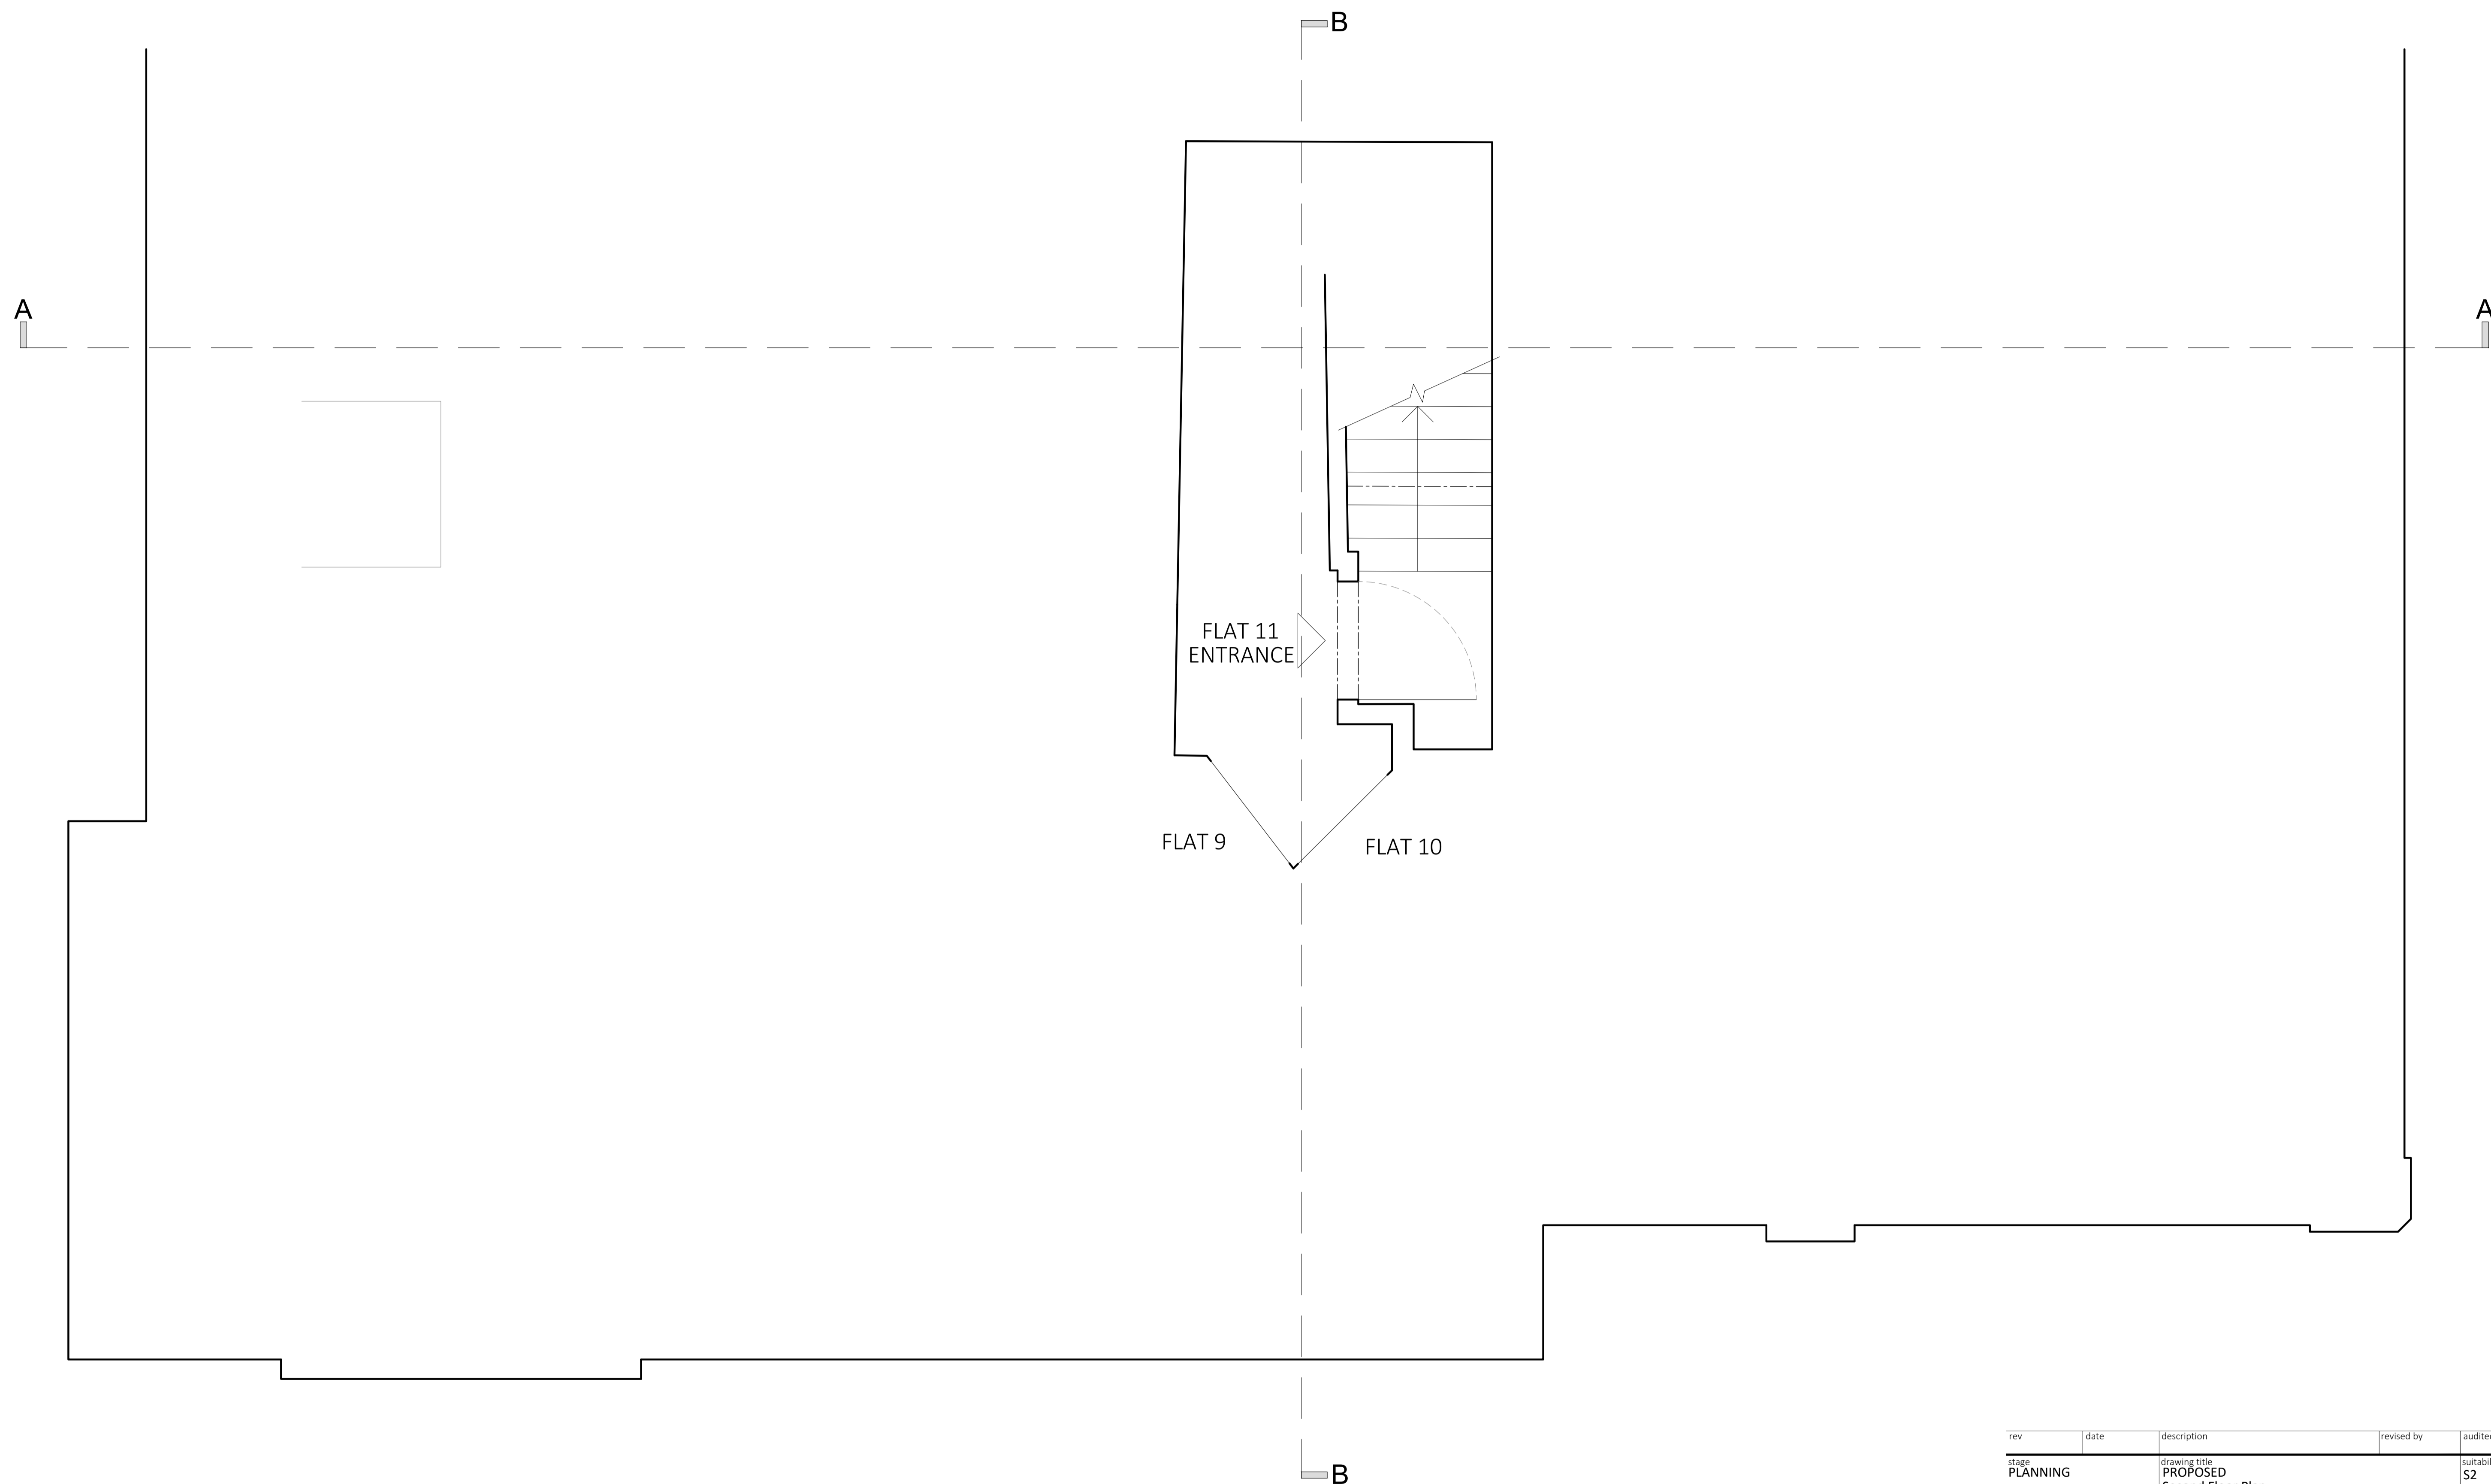 B
A
A
FLAT 11
ENTRANCE
FLAT 9
FLAT 10
B
rev date description revised by
stage drawing title
PLANNING PROPOSED S2